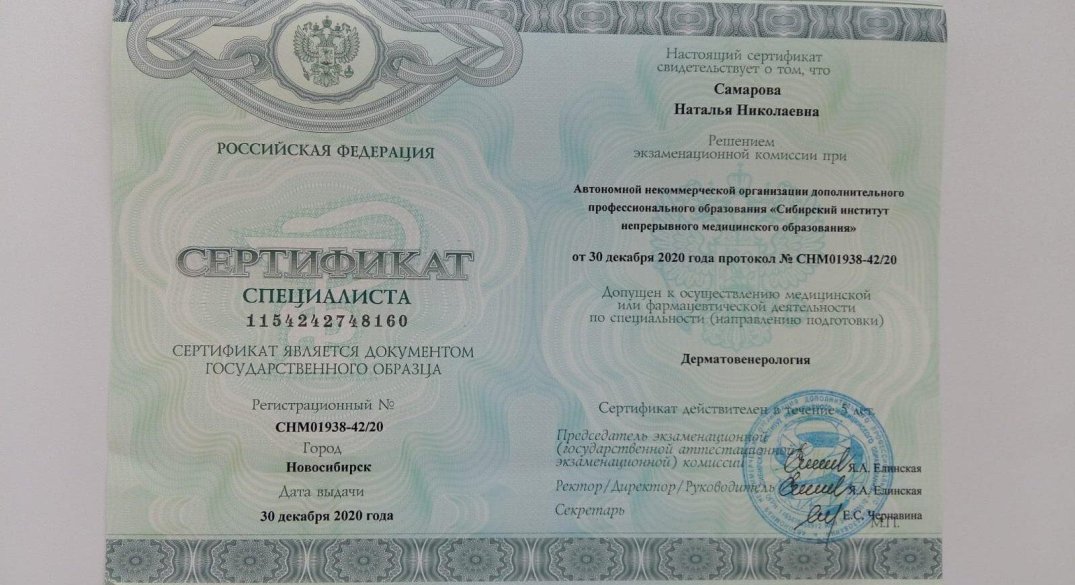 РОССИЙСКАЯ ФЕДЕРАЦИЯ
СЕРТИФИКАТ
СПЕЦИАЛИСТА
1154242748160
СЕРТИФИКАТ ЯВЛЯЕТСЯ ДОКУМЕНТОМ
ГОСУДАРСТВЕННОГО ОБРАЗЦА
Регистрационный №
СНМ01938-42/20
Город
Новосибирск
Дата выдачи
30 декабря 2020 года
Настоящий сертификат
свидетельствует о том, что
Самарова
Наталья Николаевна
Решением
экзаменационной комиссии при
Автономной некоммерческой организации дополнительного
профессионального образования «Сибирский институт
непрерывного медицинского образования»
от 30 декабря 2020 года протокол № СНМ01938-42/20
Допущен к осуществлению медицинской
или фармацевтической деятельности
по специальности (направлению подготовки)
Дерматовенерология
Сертификат действителен в течение 5 лет.
Председатель экзаменационной
(государственной аттестационной
экзаменационной) комиссии Я.А. Елинская
Ректор/Директор/Руководитель Я.А. Елинская
Секретарь Е.С. Чернавина
М.П.